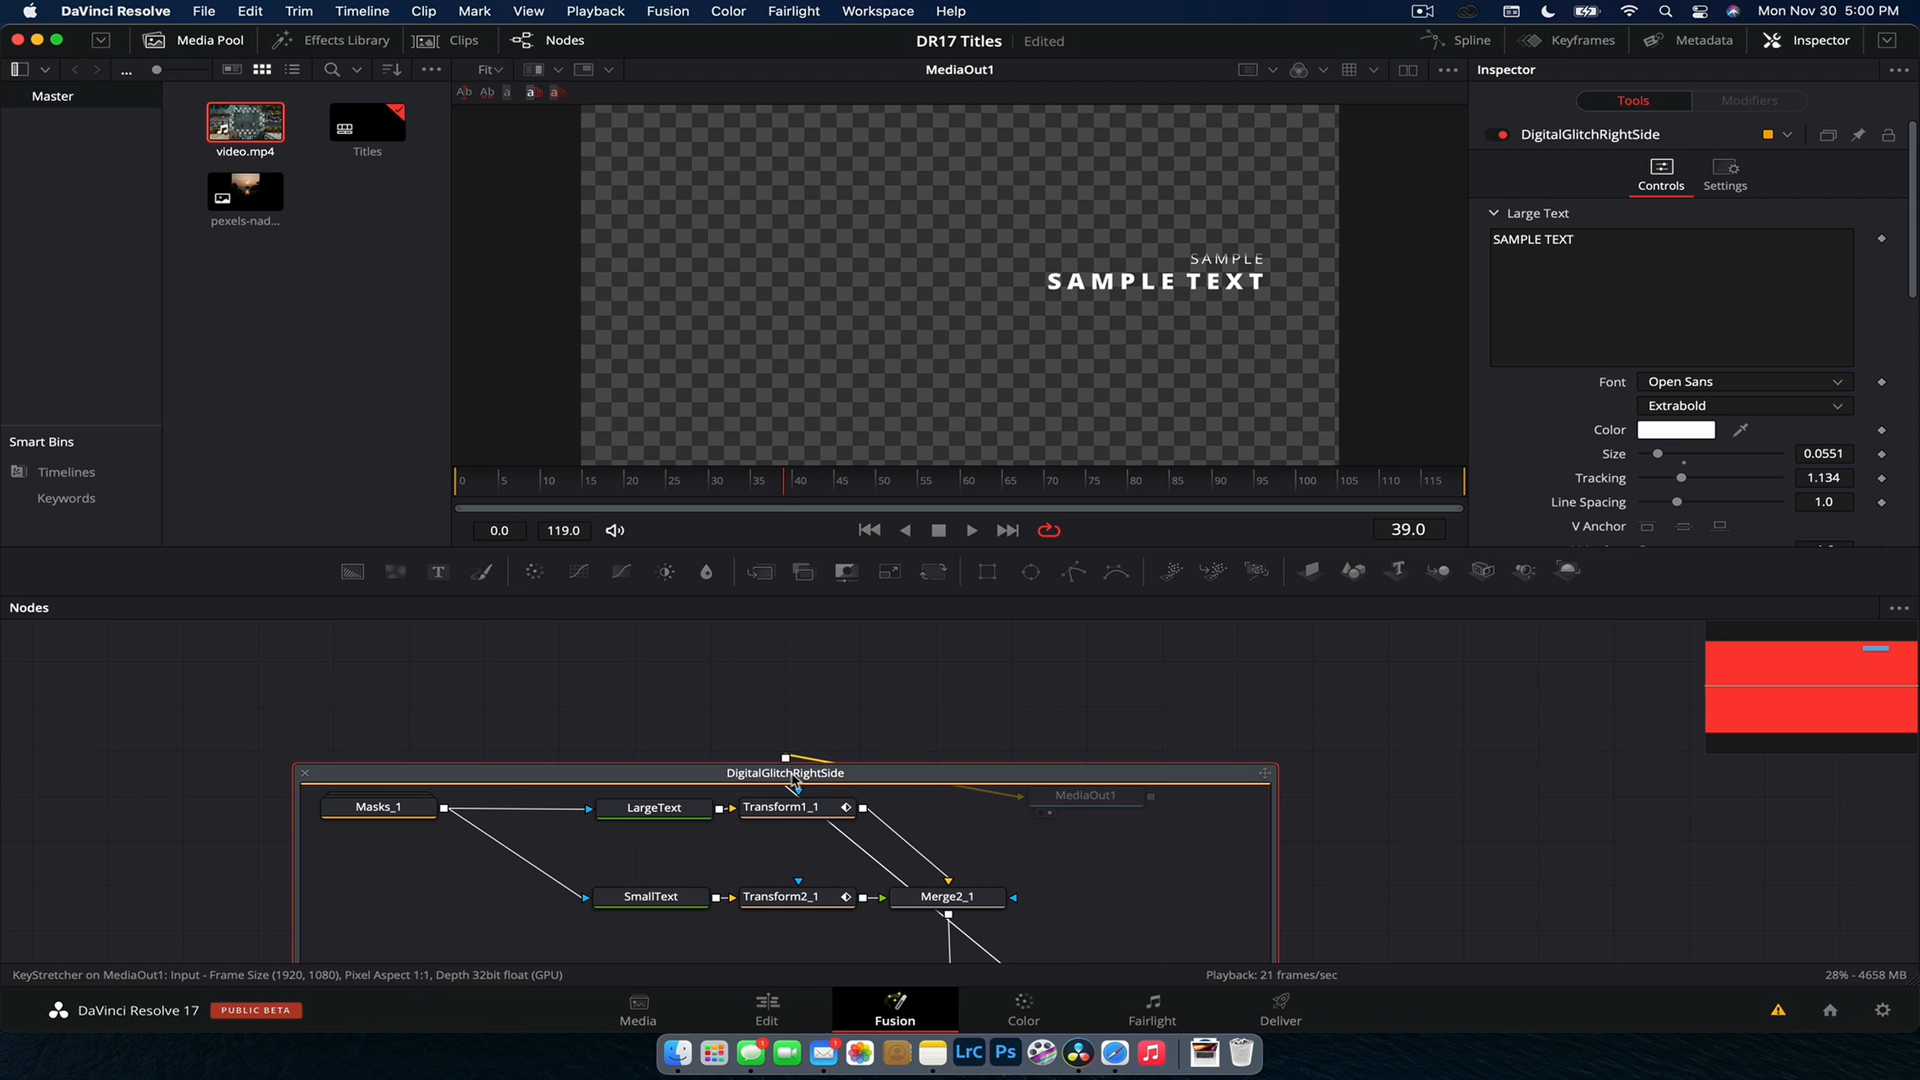 DaVinci Resolve File Edit Trim Timeline Clip Mark View Playback Fusion Color Fairlight Workspace Help Mon Nov 30 5:00 PM
Media Pool Effects Library Clips Nodes DR17 Titles Edited Spline Keyframes Metadata Inspector
Fit MediaOut1 Inspector
Master
Tools Modifiers
video.mp4 Titles
DigitalGlitchRightSide
pexels-nad...
Controls Settings
Large Text
SAMPLE TEXT
SAMPLE
SAMPLE TEXT
Font Open Sans
Extrabold
Color
Smart Bins
Size 0.0551
Timelines
Tracking 1.134
Keywords
Line Spacing 1.0
V Anchor
0 5 10 15 20 25 30 35 40 45 50 55 60 65 70 75 80 85 90 95 100 105 110 115
0.0 119.0 39.0
Nodes
DigitalGlitchRightSide
MediaOut1
Masks_1 LargeText Transform1_1
SmallText Transform2_1 Merge2_1
KeyStretcher on MediaOut1: Input - Frame Size (1920, 1080), Pixel Aspect 1:1, Depth 32bit float (GPU) Playback: 21 frames/sec 28% - 4658 MB
DaVinci Resolve 17 PUBLIC BETA Media Edit Fusion Color Fairlight Deliver
LrC Ps